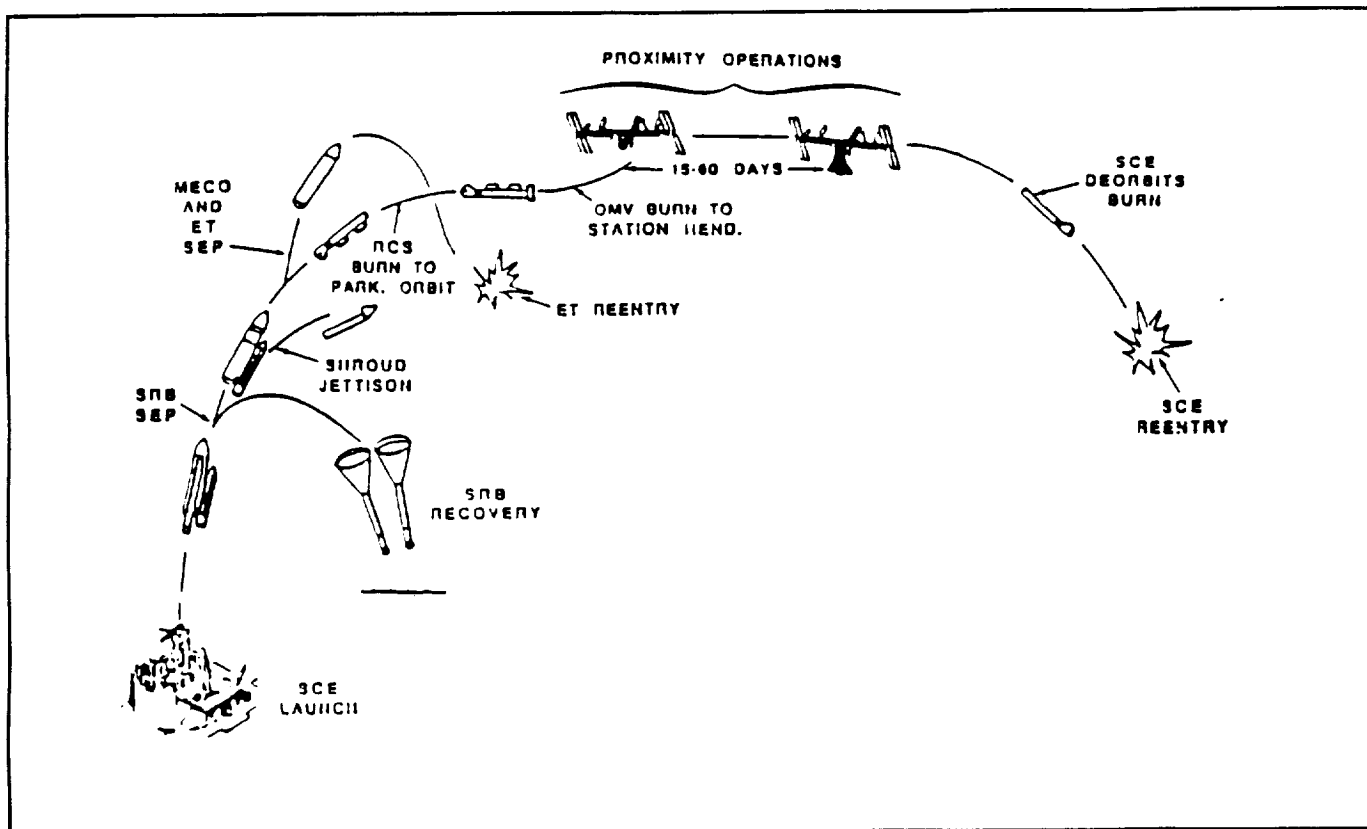 PROXIMITY OPERATIONS
MECO
AND
ET
SEP
15-60 DAYS
SCE
DEORBITS
BURN
OMV BURN TO
STATION REND.
RCS
BURN TO
PARK. ORBIT
ET REENTRY
SHROUD
JETTISON
SRB
SEP
SCE
REENTRY
SRB
RECOVERY
SCE
LAUNCH